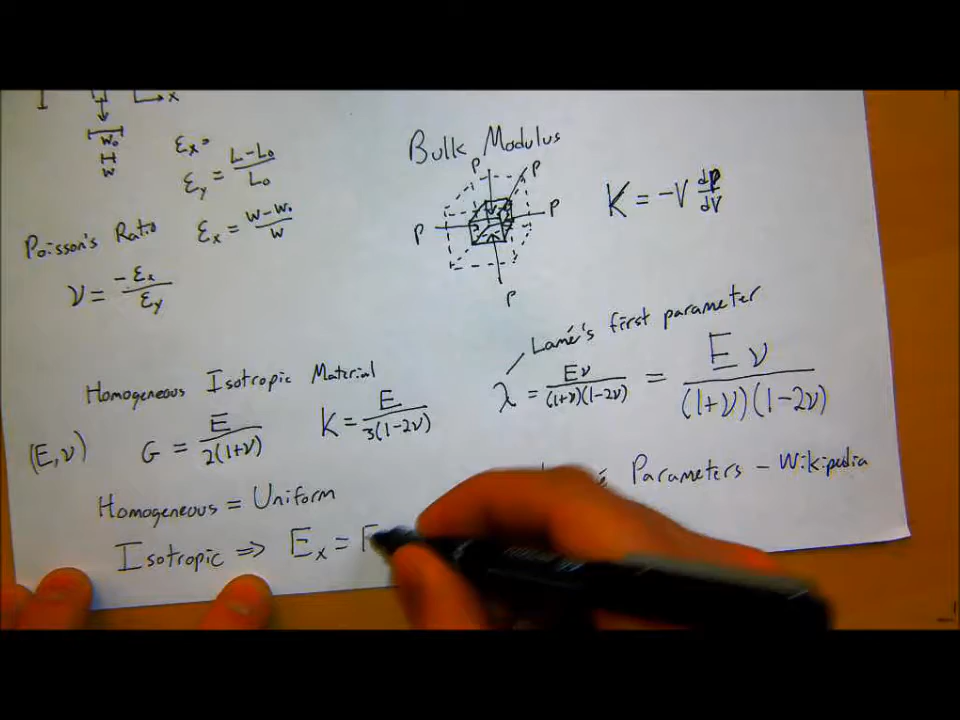 x
W₀
W
εx=
εy = L-L₀/L₀
Poisson's Ratio
εx = W-W₀/W
ν = -εx/εy
Bulk Modulus
P
P
P
P
P
K = -V dP/dV
Lamé's first parameter
λ = Eν/(1+ν)(1-2ν) = Eν/(1+ν)(1-2ν)
Homogeneous Isotropic Material
(E,ν) G = E/2(1+ν) K = E/3(1-2ν)
Parameters - Wikipedia
Homogeneous = Uniform
Isotropic ⇒ Ex =